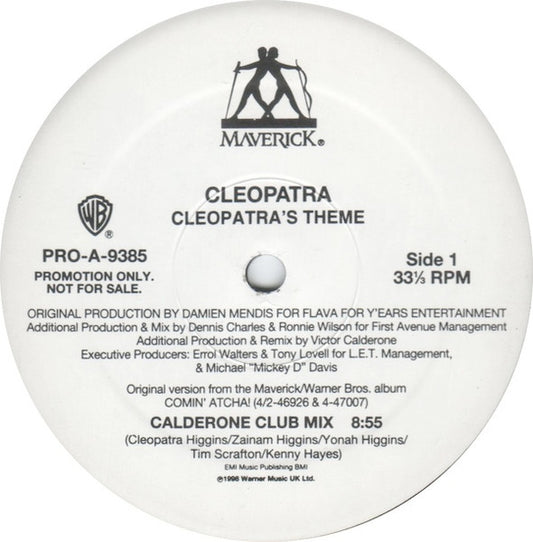 MAVERICK®
CLEOPATRA
CLEOPATRA'S THEME
WB®
PRO-A-9385
PROMOTION ONLY.
NOT FOR SALE.
Side 1
33⅓ RPM
ORIGINAL PRODUCTION BY DAMIEN MENDIS FOR FLAVA FOR Y'EARS ENTERTAINMENT
Additional Production & Mix by Dennis Charles & Ronnie Wilson for First Avenue Management
Additional Production & Remix by Victor Calderone
Executive Producers: Errol Walters & Tony Lovell for L.E.T. Management,
& Michael "Mickey D" Davis
Original version from the Maverick/Warner Bros. album
COMIN' ATCHA! (4/2-46926 & 4-47007)
CALDERONE CLUB MIX 8:55
(Cleopatra Higgins/Zainam Higgins/Yonah Higgins/
Tim Scrafton/Kenny Hayes)
EMI Music Publishing BMI
℗1998 Warner Music UK Ltd.